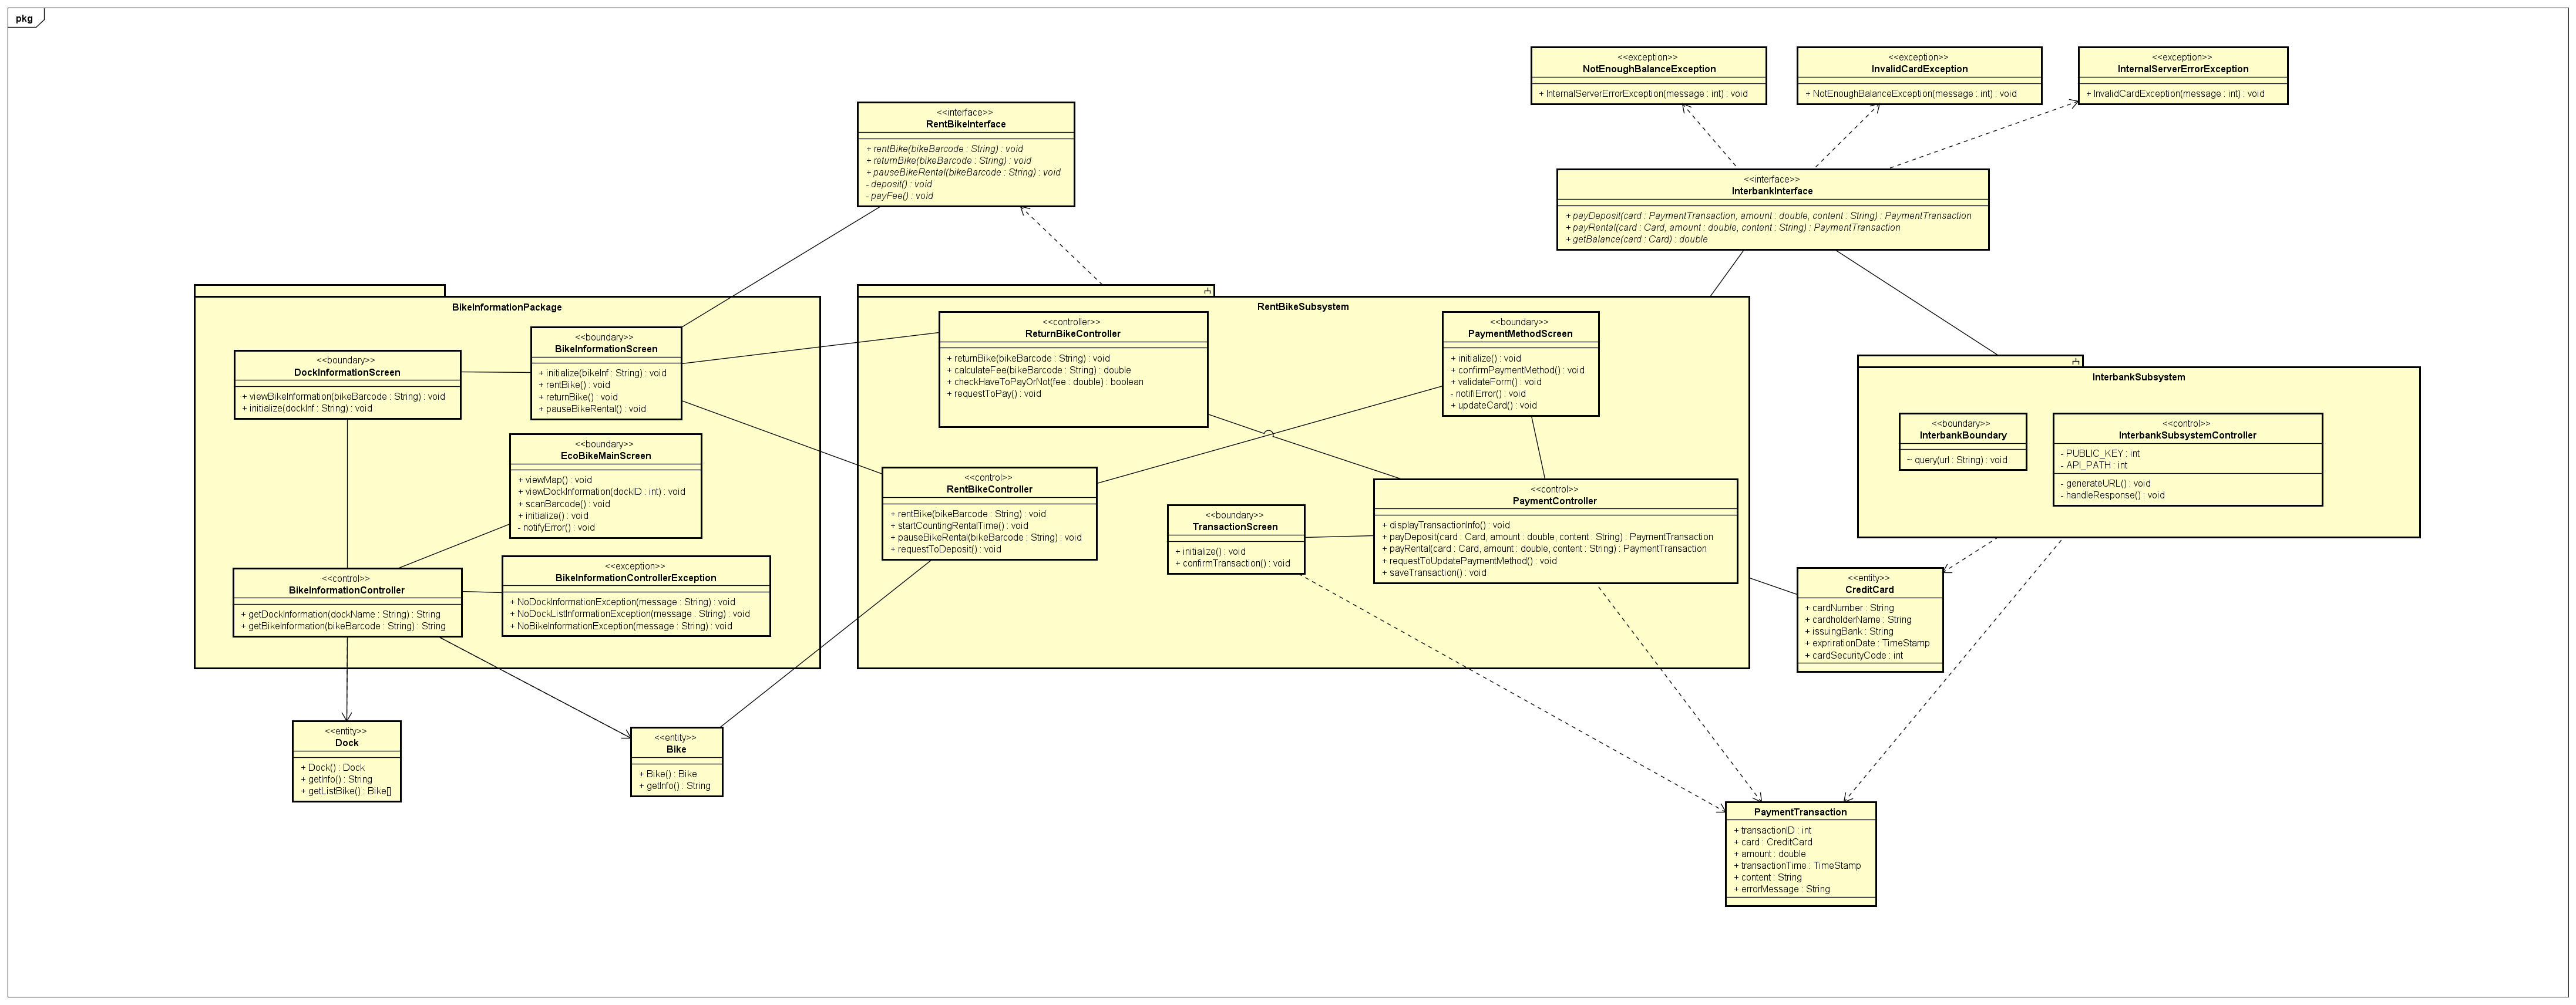 pkg
<<exception>>
NotEnoughBalanceException
+ InternalServerErrorException(message : int) : void
<<exception>>
InvalidCardException
+ NotEnoughBalanceException(message : int) : void
<<exception>>
InternalServerErrorException
+ InvalidCardException(message : int) : void
<<interface>>
RentBikeInterface
+ rentBike(bikeBarcode : String) : void
+ returnBike(bikeBarcode : String) : void
+ pauseBikeRental(bikeBarcode : String) : void
- deposit() : void
- payFee() : void
<<interface>>
InterbankInterface
+ payDeposit(card : PaymentTransaction, amount : double, content : String) : PaymentTransaction
+ payRental(card : Card, amount : double, content : String) : PaymentTransaction
+ getBalance(card : Card) : double
BikeInformationPackage
<<boundary>>
DockInformationScreen
+ viewBikeInformation(bikeBarcode : String) : void
+ initialize(dockInf : String) : void
<<boundary>>
BikeInformationScreen
+ initialize(bikeInf : String) : void
+ rentBike() : void
+ returnBike() : void
+ pauseBikeRental() : void
<<boundary>>
EcoBikeMainScreen
+ viewMap() : void
+ viewDockInformation(dockID : int) : void
+ scanBarcode() : void
+ initialize() : void
- notifyError() : void
<<control>>
BikeInformationController
+ getDockInformation(dockName : String) : String
+ getBikeInformation(bikeBarcode : String) : String
<<exception>>
BikeInformationControllerException
+ NoDockInformationException(message : String) : void
+ NoDockListInformationException(message : String) : void
+ NoBikeInformationException(message : String) : void
RentBikeSubsystem
<<controller>>
ReturnBikeController
+ returnBike(bikeBarcode : String) : void
+ calculateFee(bikeBarcode : String) : double
+ checkHaveToPayOrNot(fee : double) : boolean
+ requestToPay() : void
<<boundary>>
PaymentMethodScreen
+ initialize() : void
+ confirmPaymentMethod() : void
+ validateForm() : void
- notifiError() : void
+ updateCard() : void
<<control>>
RentBikeController
+ rentBike(bikeBarcode : String) : void
+ startCountingRentalTime() : void
+ pauseBikeRental(bikeBarcode : String) : void
+ requestToDeposit() : void
<<boundary>>
TransactionScreen
+ initialize() : void
+ confirmTransaction() : void
<<control>>
PaymentController
+ displayTransactionInfo() : void
+ payDeposit(card : Card, amount : double, content : String) : PaymentTransaction
+ payRental(card : Card, amount : double, content : String) : PaymentTransaction
+ requestToUpdatePaymentMethod() : void
+ saveTransaction() : void
InterbankSubsystem
<<boundary>>
InterbankBoundary
~ query(url : String) : void
<<control>>
InterbankSubsystemController
- PUBLIC_KEY : int
- API_PATH : int
- generateURL() : void
- handleResponse() : void
<<entity>>
CreditCard
+ cardNumber : String
+ cardholderName : String
+ issuingBank : String
+ exprirationDate : TimeStamp
+ cardSecurityCode : int
<<entity>>
Dock
+ Dock() : Dock
+ getInfo() : String
+ getListBike() : Bike[]
<<entity>>
Bike
+ Bike() : Bike
+ getInfo() : String
PaymentTransaction
+ transactionID : int
+ card : CreditCard
+ amount : double
+ transactionTime : TimeStamp
+ content : String
+ errorMessage : String